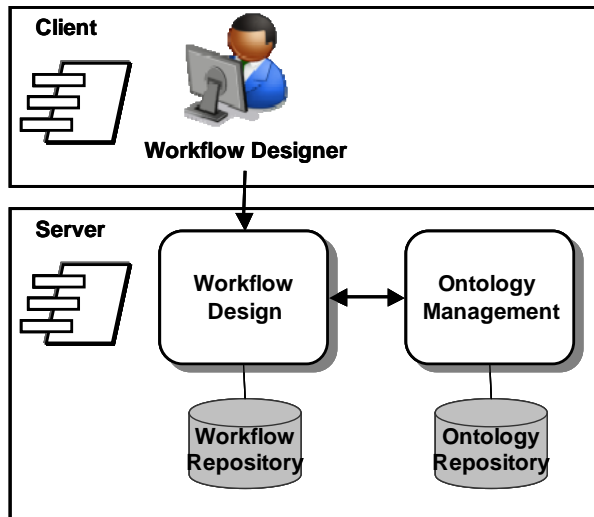 Client
Workflow Designer
Server
Workflow
Design
Ontology
Management
Workflow
Repository
Ontology
Repository